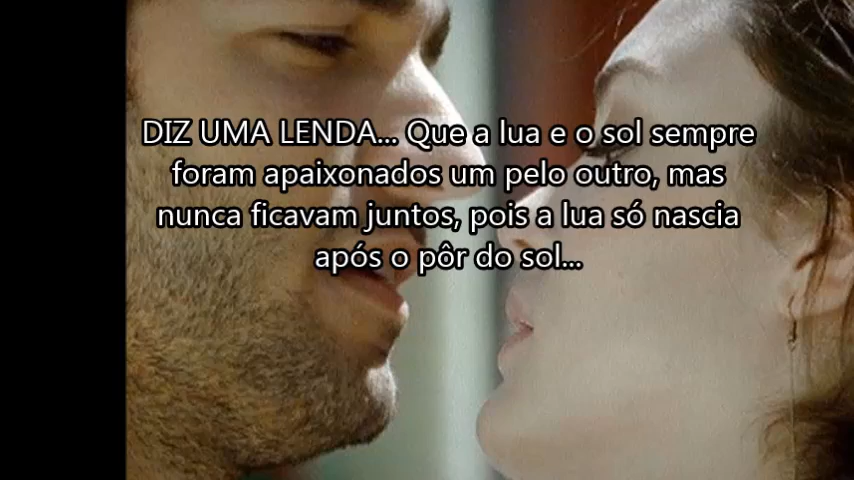 DIZ UMA LENDA... Que a lua e o sol sempre
foram apaixonados um pelo outro, mas
nunca ficavam juntos, pois a lua só nascia
após o pôr do sol...